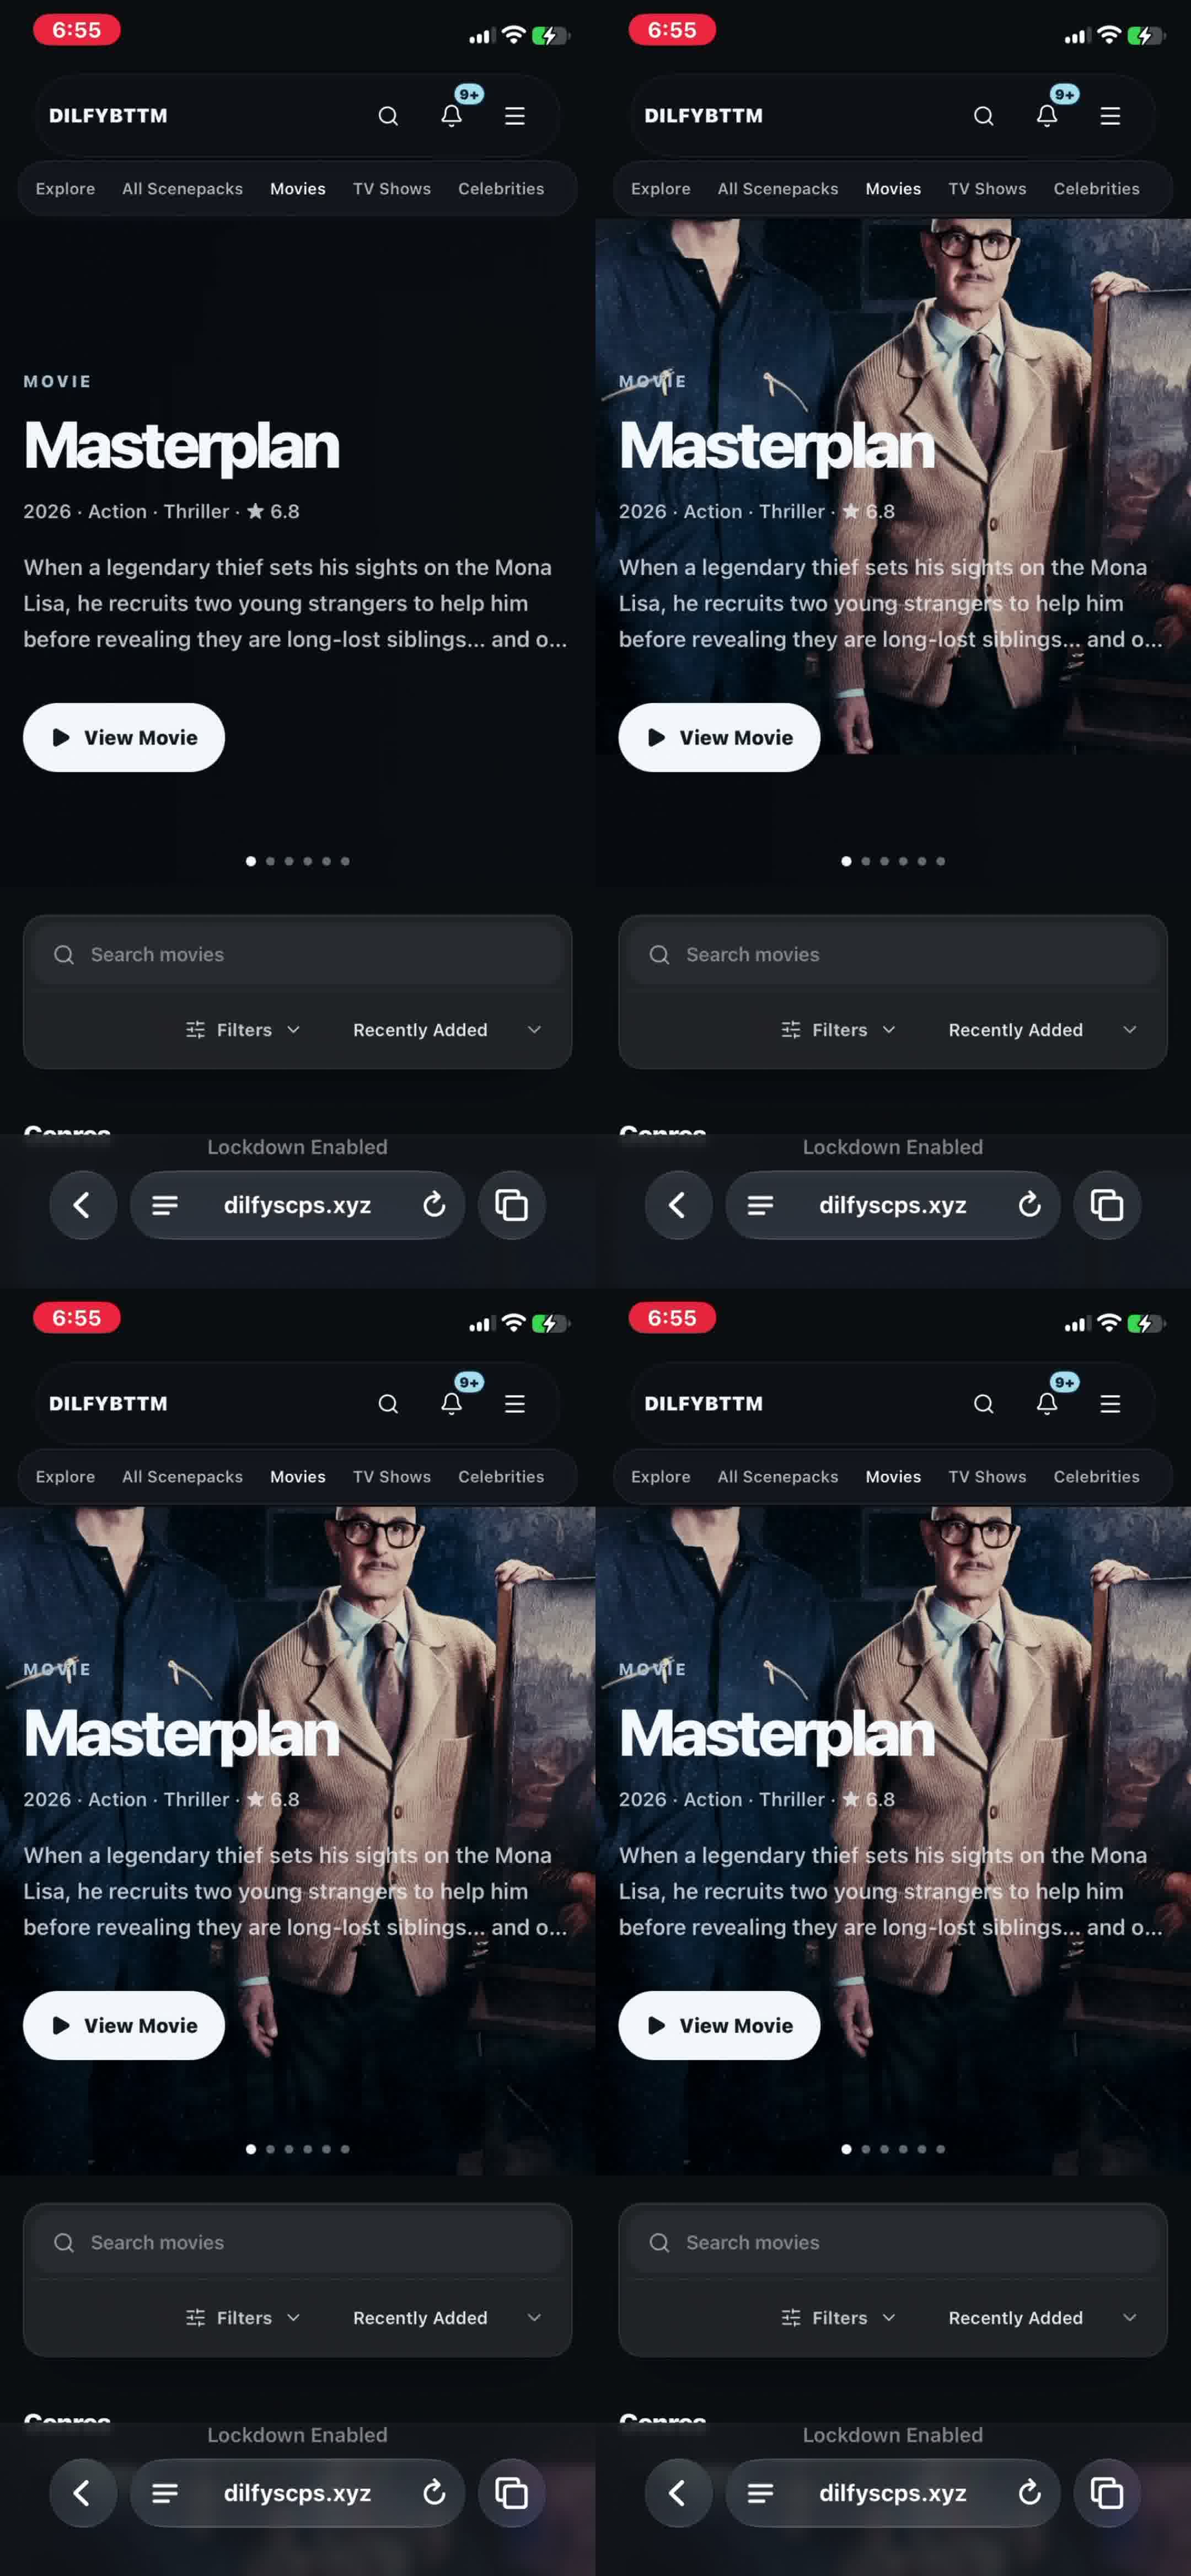 6:55
DILFYBTTM
9+
Explore All Scenepacks Movies TV Shows Celebrities
MOVIE
Masterplan
2026 · Action · Thriller · ★ 6.8
When a legendary thief sets his sights on the Mona
Lisa, he recruits two young strangers to help him
before revealing they are long-lost siblings... and o...
View Movie
Search movies
Filters Recently Added
Genres
Lockdown Enabled
dilfyscps.xyz
6:55
DILFYBTTM
9+
Explore All Scenepacks Movies TV Shows Celebrities
MOVIE
Masterplan
2026 · Action · Thriller · ★ 6.8
When a legendary thief sets his sights on the Mona
Lisa, he recruits two young strangers to help him
before revealing they are long-lost siblings... and o...
View Movie
Search movies
Filters Recently Added
Genres
Lockdown Enabled
dilfyscps.xyz
6:55
DILFYBTTM
9+
Explore All Scenepacks Movies TV Shows Celebrities
MOVIE
Masterplan
2026 · Action · Thriller · ★ 6.8
When a legendary thief sets his sights on the Mona
Lisa, he recruits two young strangers to help him
before revealing they are long-lost siblings... and o...
View Movie
Search movies
Filters Recently Added
Genres
Lockdown Enabled
dilfyscps.xyz
6:55
DILFYBTTM
9+
Explore All Scenepacks Movies TV Shows Celebrities
MOVIE
Masterplan
2026 · Action · Thriller · ★ 6.8
When a legendary thief sets his sights on the Mona
Lisa, he recruits two young strangers to help him
before revealing they are long-lost siblings... and o...
View Movie
Search movies
Filters Recently Added
Genres
Lockdown Enabled
dilfyscps.xyz